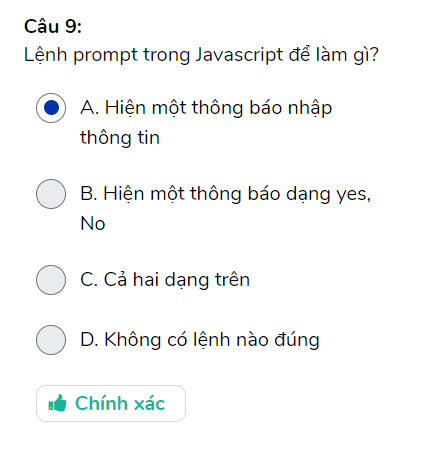 Câu 9:
Lệnh prompt trong Javascript để làm gì?
A. Hiện một thông báo nhập
thông tin
B. Hiện một thông báo dạng yes,
No
C. Cả hai dạng trên
D. Không có lệnh nào đúng
Chính xác